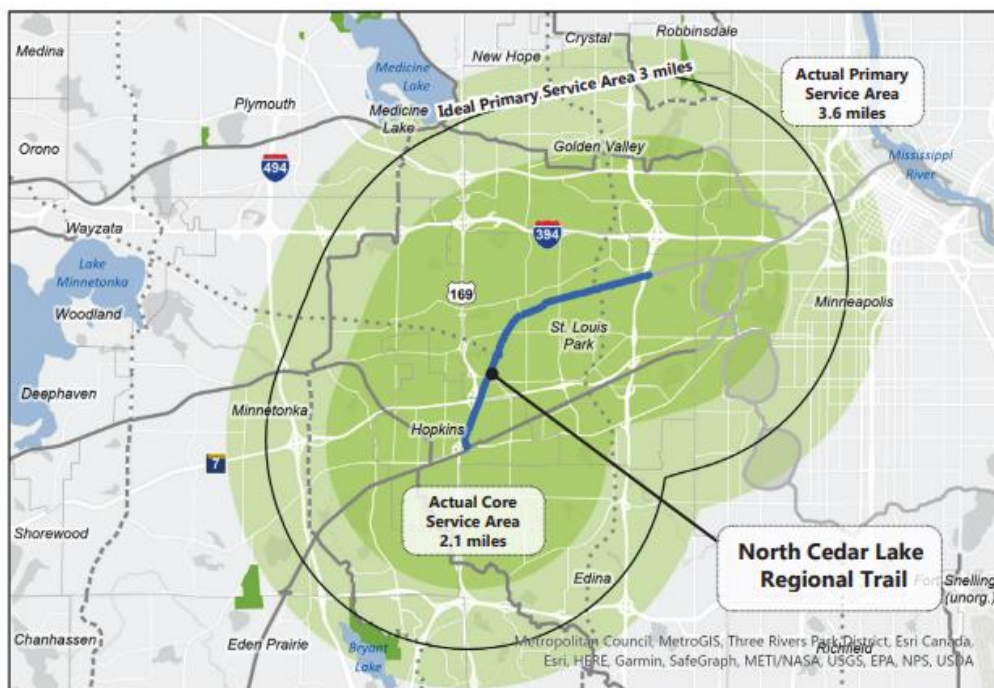 Medina
Crystal
Robbinsdale
New Hope
Medicine
Lake
Ideal Primary Service Area 3 miles
Actual Primary
Service Area
3.6 miles
Plymouth
Medicine
Lake
Orono
Golden Valley
494
Mississippi
River
Wayzata
394
Lake
Minnetonka
169
Minneapolis
Woodland
St. Louis
Park
Deephaven
Minnetonka
Hopkins
7
Actual Core
Service Area
2.1 miles
Shorewood
North Cedar Lake
Regional Trail
Edina
Fort Snelling
(unorg.)
Chanhassen
Eden Prairie
Bryant
Lake
Richfield
Metropolitan Council, MetroGIS, Three Rivers Park District, Esri Canada,
Esri, HERE, Garmin, SafeGraph, METI/NASA, USGS, EPA, NPS, USDA